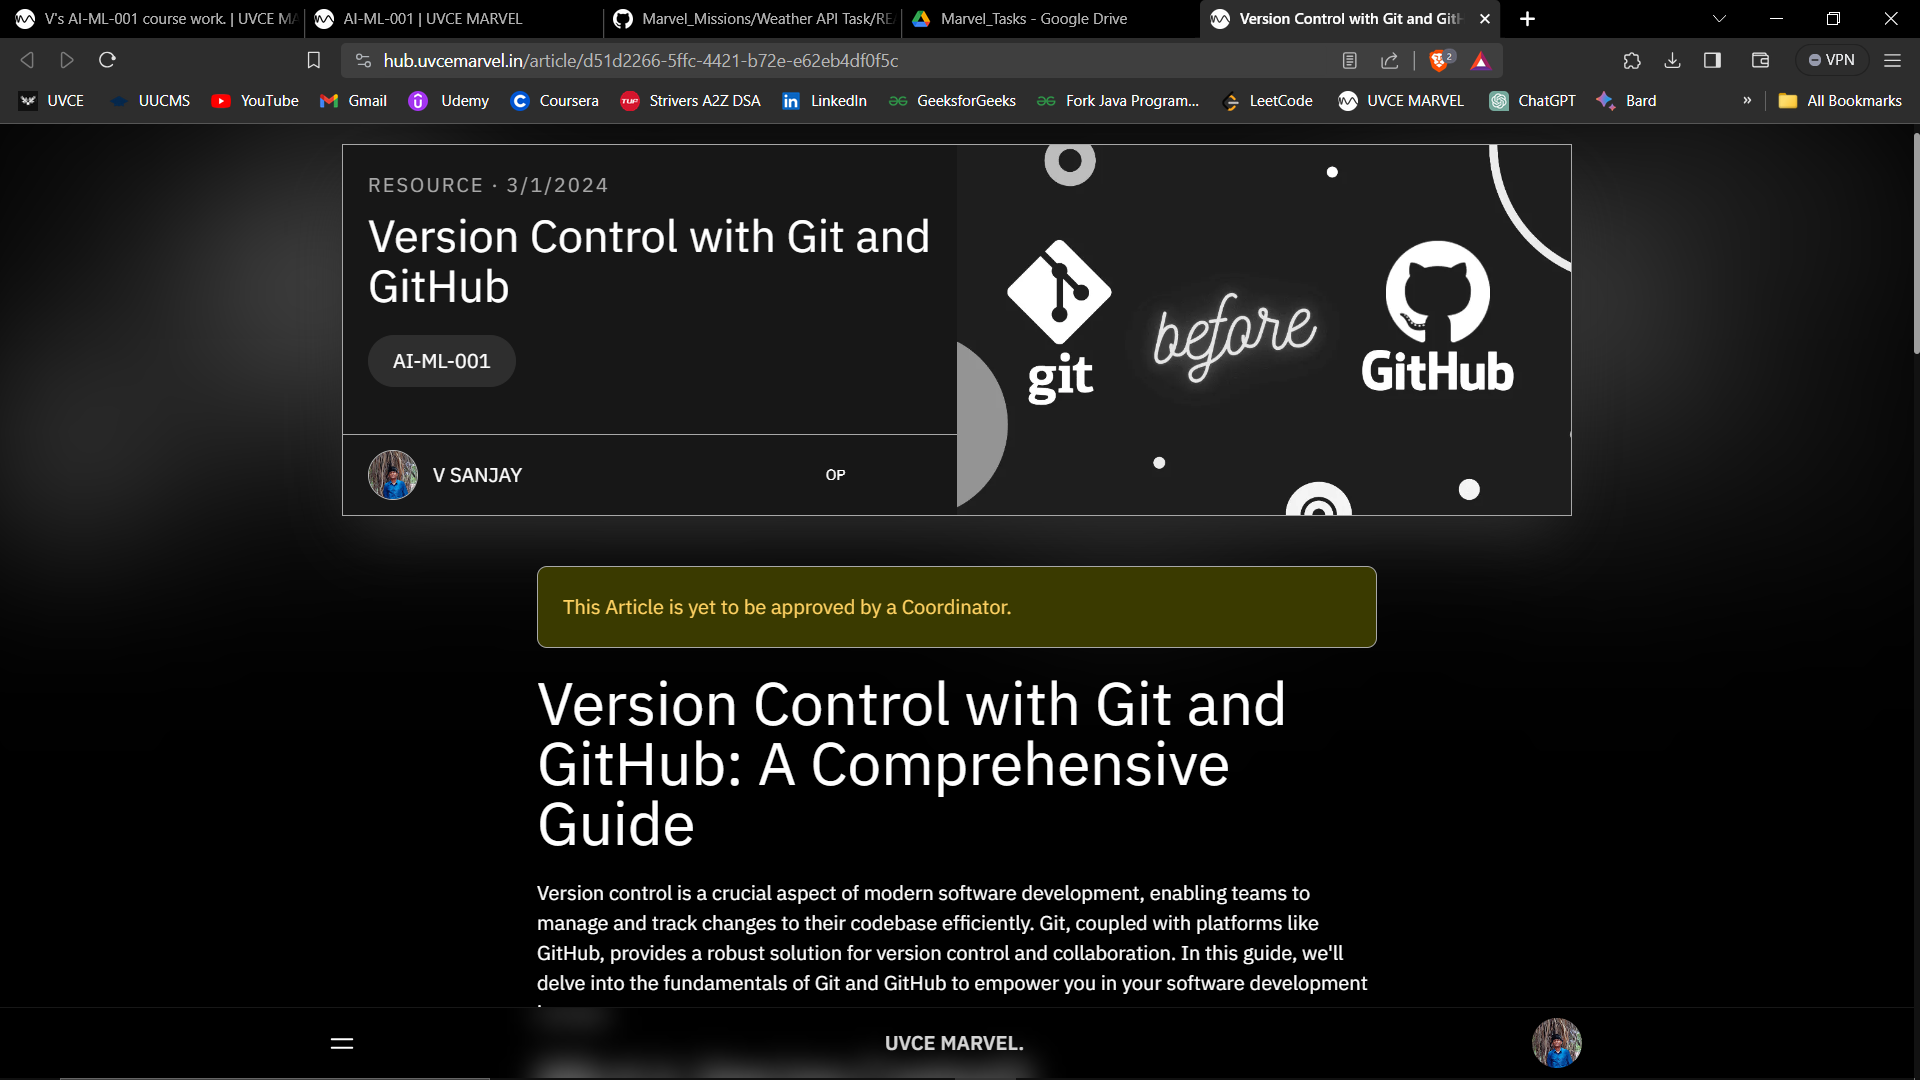 V's AI-ML-001 course work. | UVCE MA
AI-ML-001 | UVCE MARVEL
Marvel_Missions/Weather API Task/RE
Marvel_Tasks - Google Drive
Version Control with Git and Git
hub.uvcemarvel.in/article/d51d2266-5ffc-4421-b72e-e62eb4df0f5c
2
VPN
UVCE
UUCMS
YouTube
Gmail
Udemy
Coursera
TUF
Strivers A2Z DSA
LinkedIn
GeeksforGeeks
Fork Java Program...
LeetCode
UVCE MARVEL
ChatGPT
Bard
»
All Bookmarks
RESOURCE · 3/1/2024
Version Control with Git and
GitHub
AI-ML-001
V SANJAY
OP
git
before
GitHub
This Article is yet to be approved by a Coordinator.
Version Control with Git and
GitHub: A Comprehensive
Guide
Version control is a crucial aspect of modern software development, enabling teams to
manage and track changes to their codebase efficiently. Git, coupled with platforms like
GitHub, provides a robust solution for version control and collaboration. In this guide, we'll
delve into the fundamentals of Git and GitHub to empower you in your software development
UVCE MARVEL.